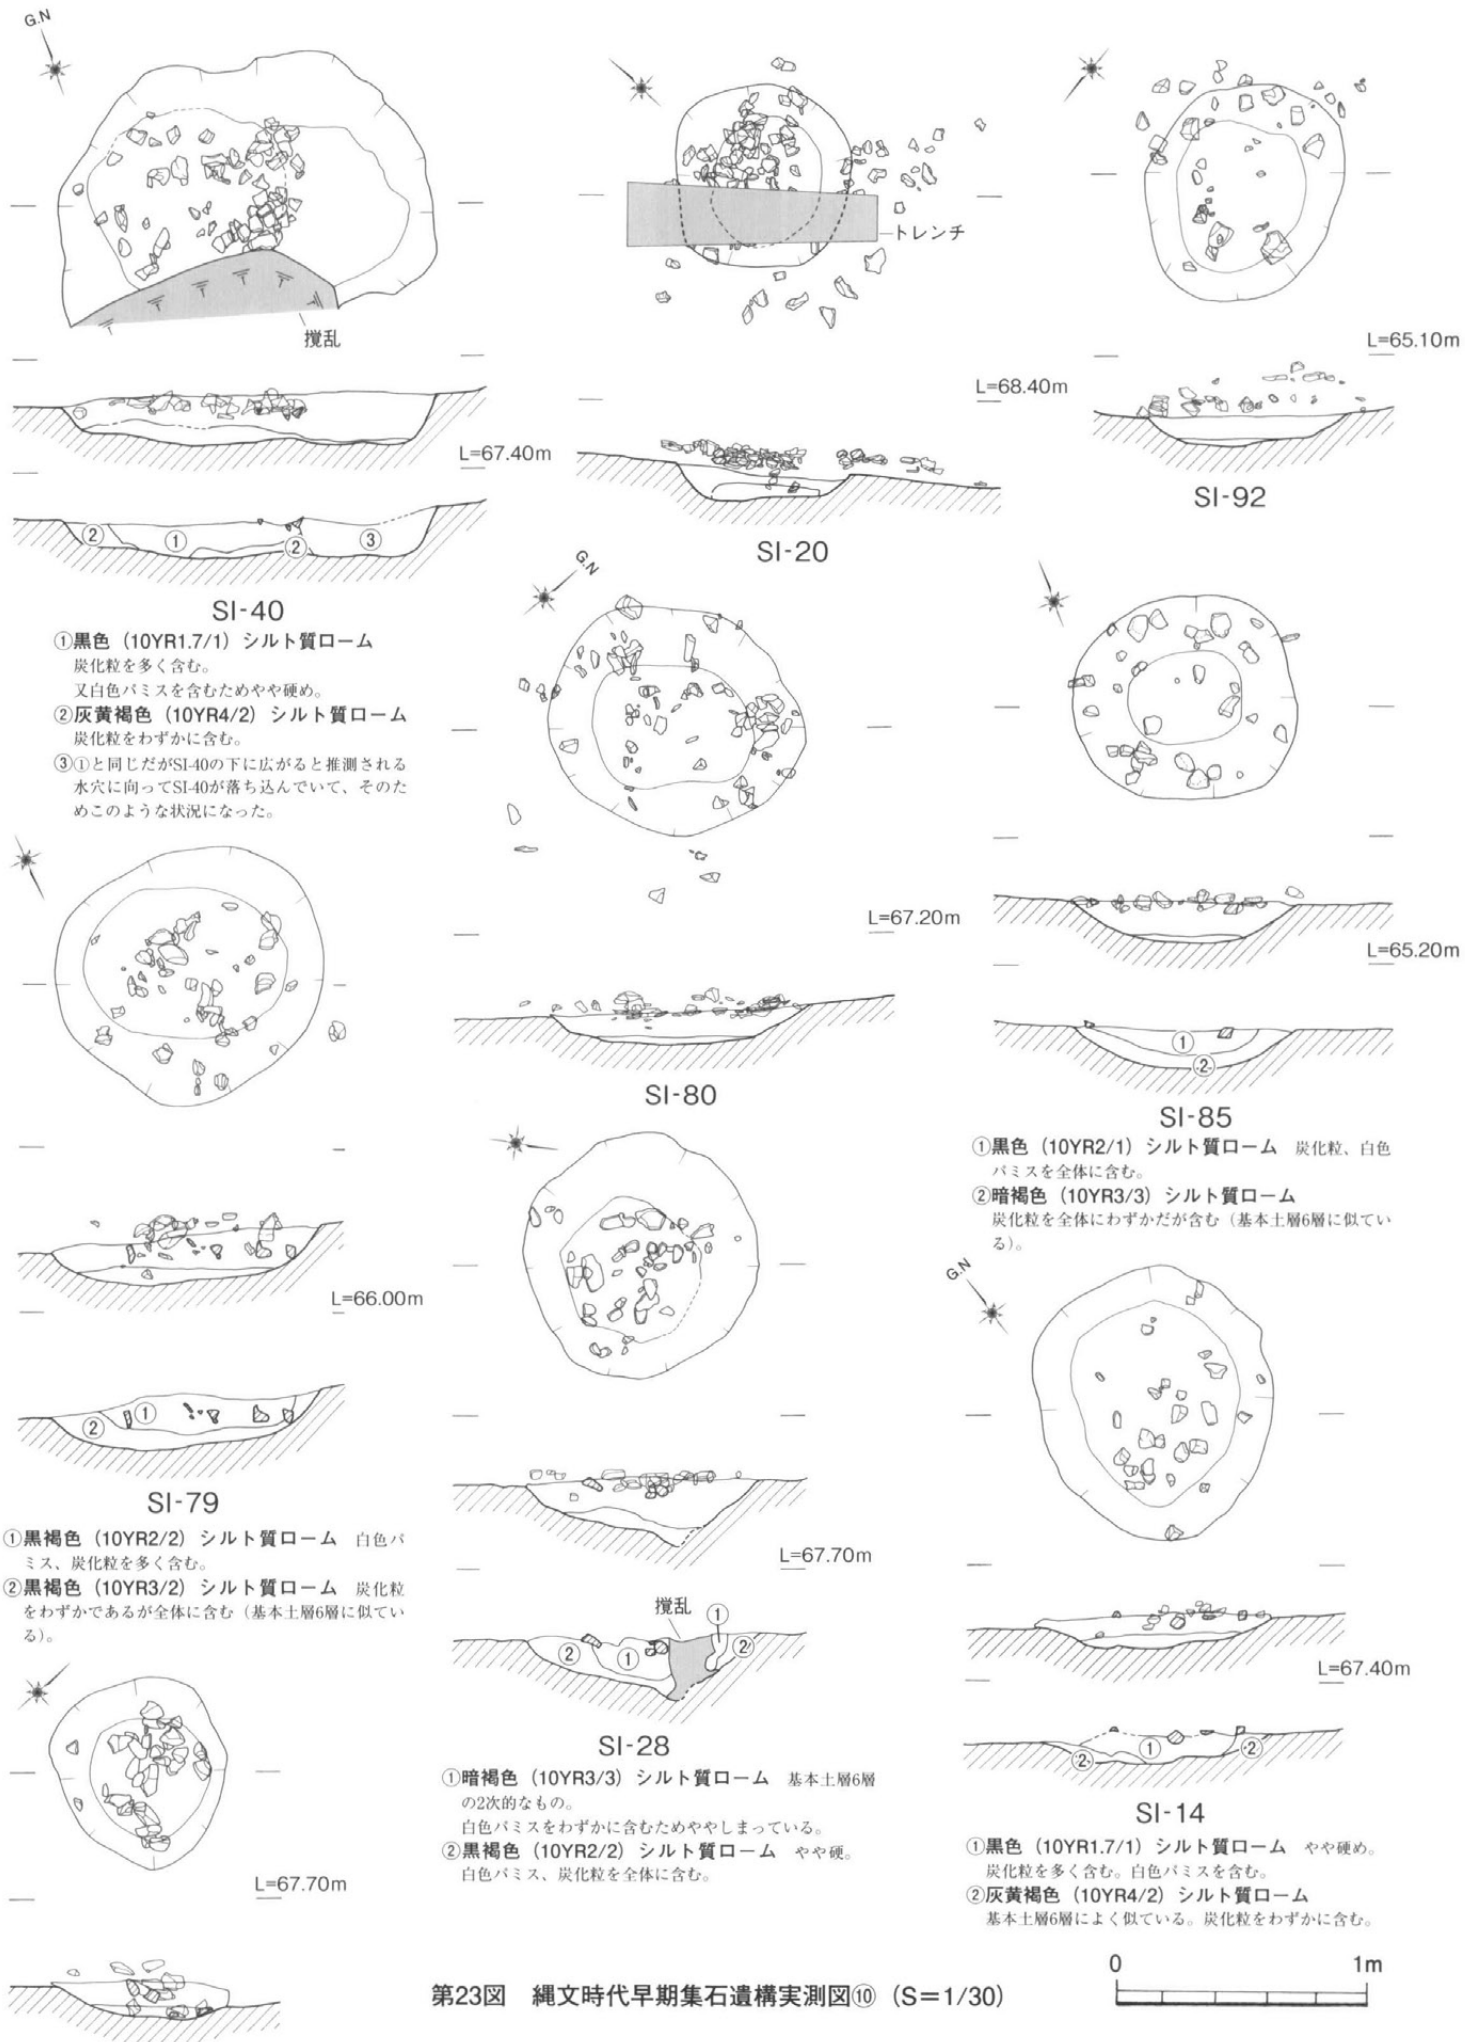 G.N
トレンチ
撹乱
L=65.10m
L=68.40m
L=67.40m
SI-92
② ① ② ③
SI-20
SI-40
①黒色（10YR1.7/1）シルト質ローム
炭化粒を多く含む。
又白色パミスを含むためやや硬め。
②灰黄褐色（10YR4/2）シルト質ローム
炭化粒をわずかに含む。
③①と同じだがSI-40の下に広がると推測される
水穴に向ってSI-40が落ち込んでいて、そのた
めこのような状況になった。
G.N
L=67.20m
SI-80
L=65.20m
①
②
SI-85
①黒色（10YR2/1）シルト質ローム　炭化粒、白色
パミスを全体に含む。
②暗褐色（10YR3/3）シルト質ローム
炭化粒を全体にわずかだが含む（基本土層6層に似てい
る）。
L=66.00m
② ①
SI-79
①黒褐色（10YR2/2）シルト質ローム　白色パ
ミス、炭化粒を多く含む。
②黒褐色（10YR3/2）シルト質ローム　炭化粒
をわずかであるが全体に含む（基本土層6層に似てい
る）。
L=67.70m
撹乱
② ① ① ②
SI-28
①暗褐色（10YR3/3）シルト質ローム　基本土層6層
の2次的なもの。
白色パミスをわずかに含むためややしまっている。
②黒褐色（10YR2/2）シルト質ローム　やや硬。
白色パミス、炭化粒を全体に含む。
G.N
L=67.40m
② ① ②
SI-14
①黒色（10YR1.7/1）シルト質ローム　やや硬め。
炭化粒を多く含む。白色パミスを含む。
②灰黄褐色（10YR4/2）シルト質ローム
基本土層6層によく似ている。炭化粒をわずかに含む。
L=67.70m
0 1m
第23図　縄文時代早期集石遺構実測図⑩（S＝1/30）